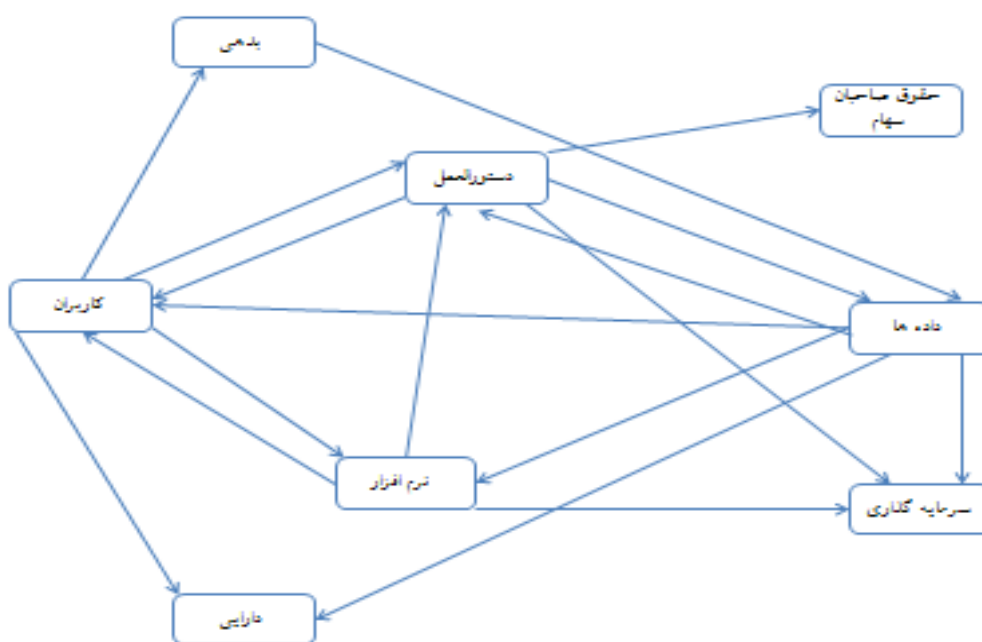 بدهی
حقوق صاحبان
سهام
دستورالعمل
کاربران
داده ها
نرم افزار
سرمایه گذاری
دارایی